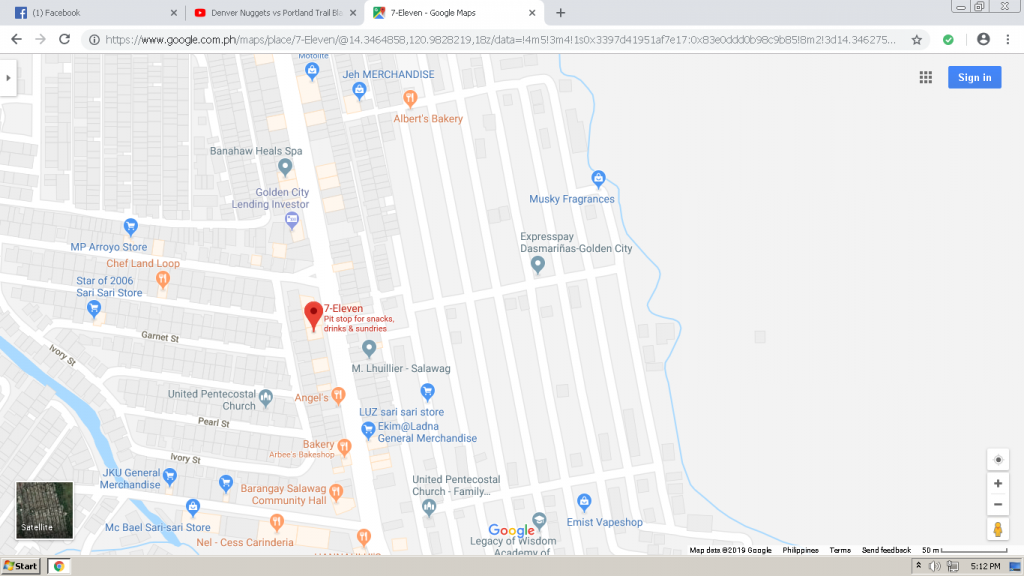 (1) Facebook
Denver Nuggets vs Portland Trail Bla
7-Eleven - Google Maps
https://www.google.com.ph/maps/place/7-Eleven/@14.3464858,120.9828219,18z/data=!4m5!3m4!1s0x3397d41951af7e17:0x83e0ddd0b98c9b85!8m2!3d14.346275...
Sign in
Motolite
Jeh MERCHANDISE
Albert's Bakery
Banahaw Heals Spa
Golden City
Lending Investor
Musky Fragrances
MP Arroyo Store
Expresspay
Dasmariñas-Golden City
Chef Land Loop
Star of 2006
Sari Sari Store
7-Eleven
Pit stop for snacks,
drinks & sundries
Garnet St
Ivory St
M. Lhuillier - Salawag
United Pentecostal
Church
Angel's
LUZ sari sari store
Pearl St
Ekim@Ladna
General Merchandise
Bakery
Arbee's Bakeshop
Ivory St
JKU General
Merchandise
Barangay Salawag
Community Hall
United Pentecostal
Church - Family...
Satellite
Mc Bael Sari-sari Store
Emist Vapeshop
Google
Nel - Cess Carinderia
Legacy of Wisdom
Academy of
Map data ©2019 Google
Philippines
Terms
Send feedback
50 m
Start
5:12 PM